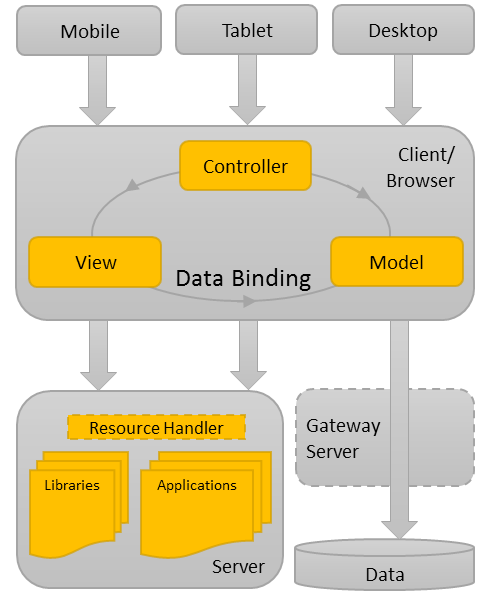 Mobile
Tablet
Desktop
Controller
Client/
Browser
View
Data Binding
Model
Resource Handler
Libraries
Applications
Server
Gateway
Server
Data